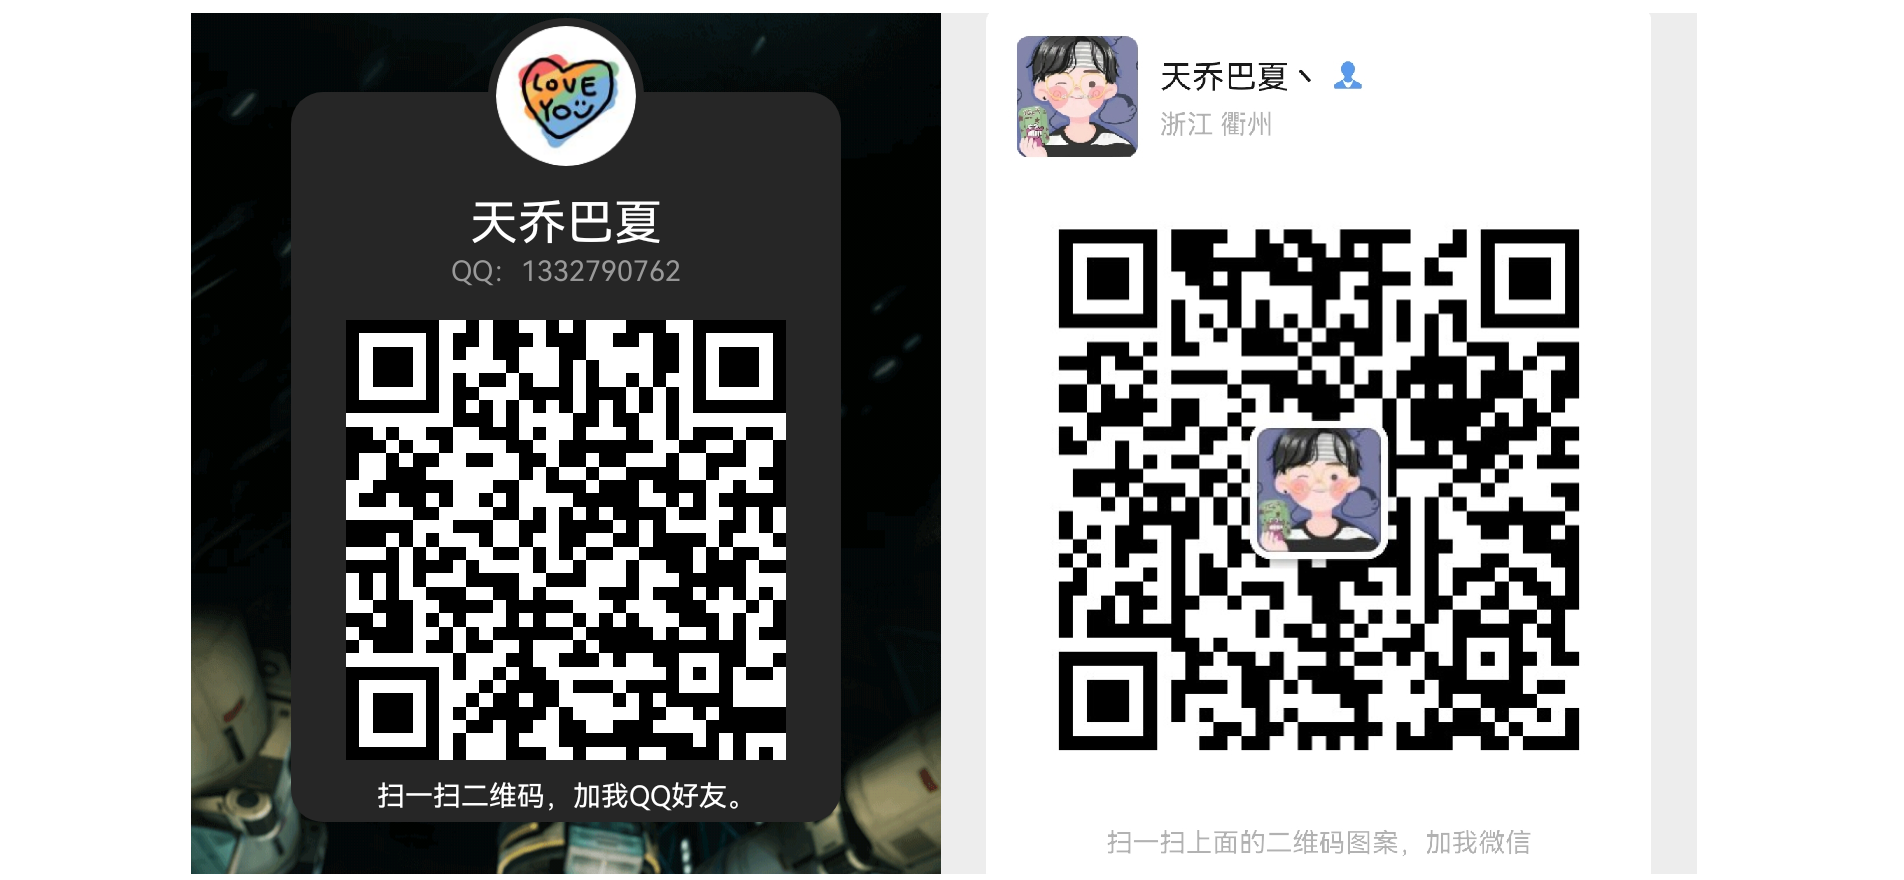 LOVE
YOU
天乔巴夏
QQ：1332790762
扫一扫二维码，加我QQ好友。
天乔巴夏丶
浙江 衢州
扫一扫上面的二维码图案，加我微信